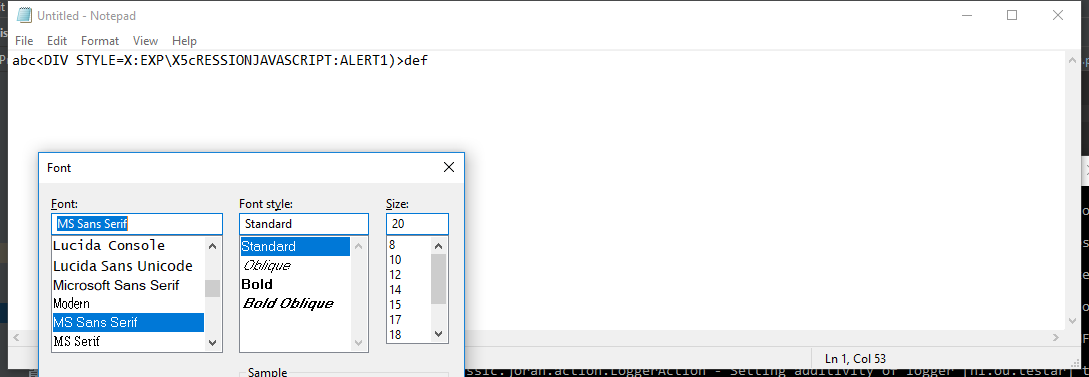 Untitled - Notepad
File Edit Format View Help
abc<DIV STYLE=X:EXP\X5cRESSIONJAVASCRIPT:ALERT1)>def
Font
Font: Font style: Size:
MS Sans Serif Standard 20
Lucida Console Standard 8
Lucida Sans Unicode Oblique 10
Microsoft Sans Serif Bold 12
Modern Bold Oblique 14
MS Sans Serif 15
MS Serif 17
18
Sample
Ln 1, Col 53
ssic.joran.action.LoggerAction - Setting additivity of logger [nl.ou.testar]